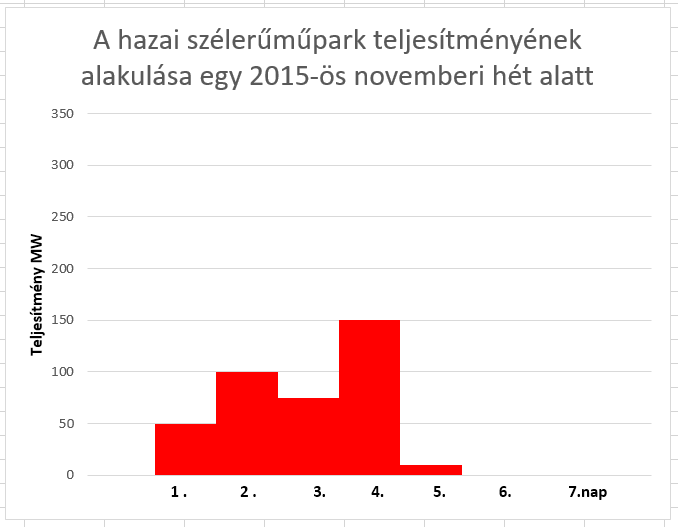 A hazai szélerűműpark teljesítményének
alakulása egy 2015-ös novemberi hét alatt
350
300
250
200
150
100
50
0
Teljesítmény MW
1 . 2 . 3. 4. 5. 6. 7.nap